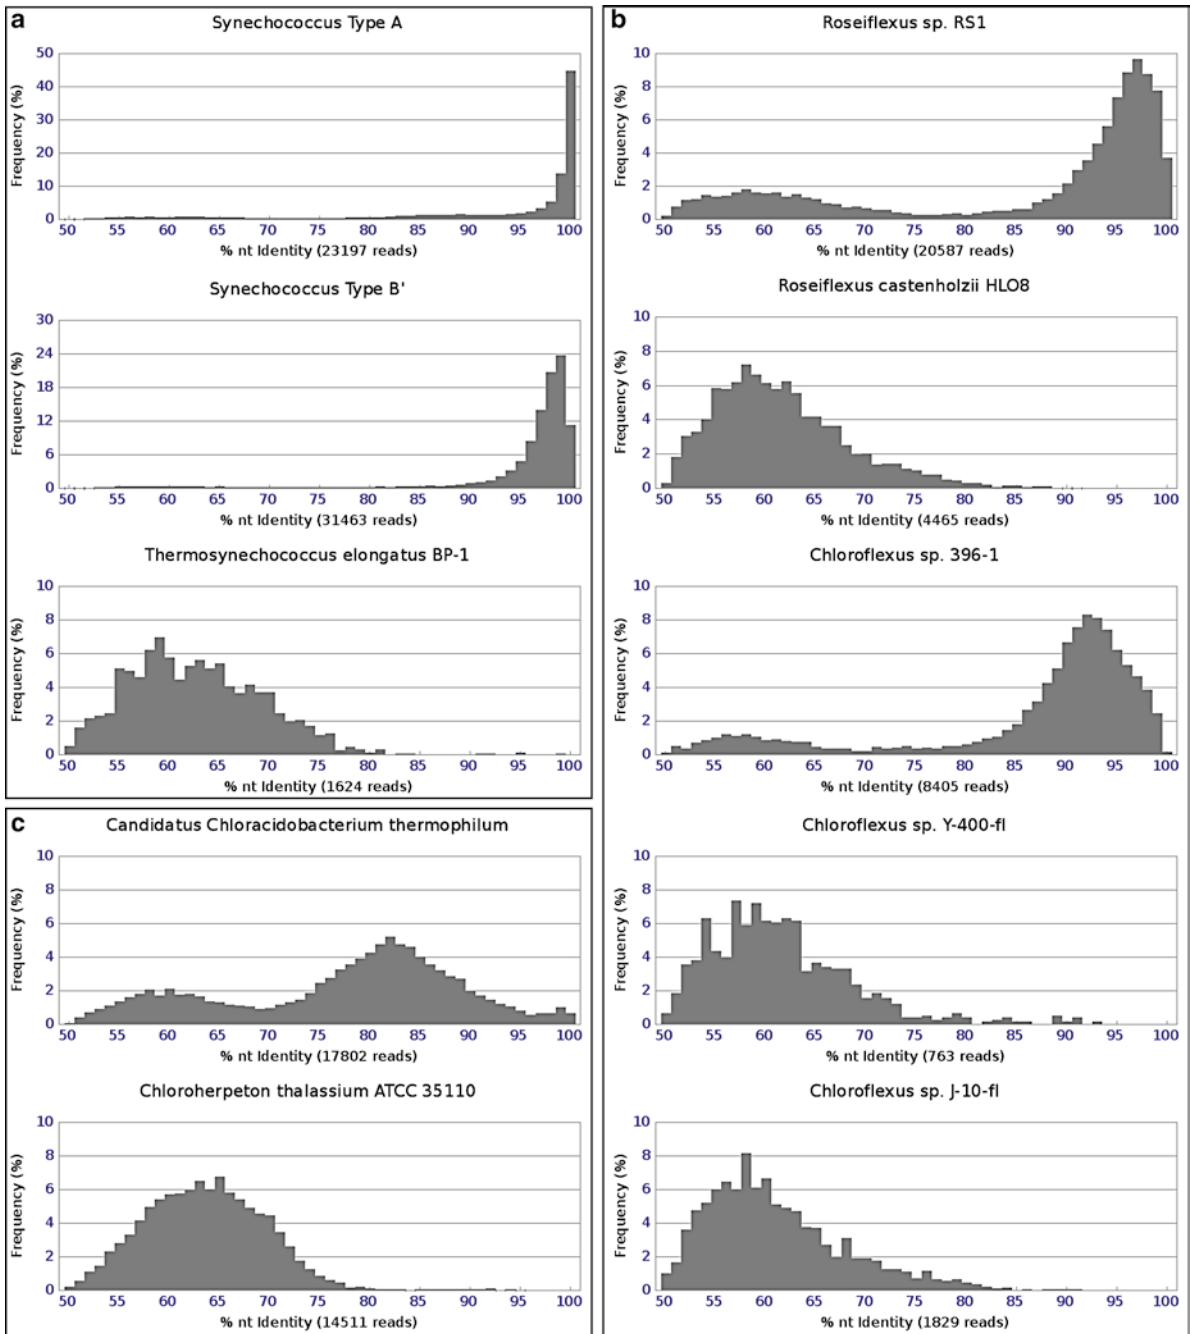 a
Synechococcus Type A
Frequency (%)
50
40
30
20
10
0
50 55 60 65 70 75 80 85 90 95 100
% nt Identity (23197 reads)
Synechococcus Type B'
Frequency (%)
30
24
18
12
6
0
50 55 60 65 70 75 80 85 90 95 100
% nt Identity (31463 reads)
Thermosynechococcus elongatus BP-1
Frequency (%)
10
8
6
4
2
0
50 55 60 65 70 75 80 85 90 95 100
% nt Identity (1624 reads)
b
Roseiflexus sp. RS1
Frequency (%)
10
8
6
4
2
0
50 55 60 65 70 75 80 85 90 95 100
% nt Identity (20587 reads)
Roseiflexus castenholzii HLO8
Frequency (%)
10
8
6
4
2
0
50 55 60 65 70 75 80 85 90 95 100
% nt Identity (4465 reads)
Chloroflexus sp. 396-1
Frequency (%)
10
8
6
4
2
0
50 55 60 65 70 75 80 85 90 95 100
% nt Identity (8405 reads)
Chloroflexus sp. Y-400-fl
Frequency (%)
10
8
6
4
2
0
50 55 60 65 70 75 80 85 90 95 100
% nt Identity (763 reads)
Chloroflexus sp. J-10-fl
Frequency (%)
10
8
6
4
2
0
50 55 60 65 70 75 80 85 90 95 100
% nt Identity (1829 reads)
c
Candidatus Chloracidobacterium thermophilum
Frequency (%)
10
8
6
4
2
0
50 55 60 65 70 75 80 85 90 95 100
% nt Identity (17802 reads)
Chloroherpeton thalassium ATCC 35110
Frequency (%)
10
8
6
4
2
0
50 55 60 65 70 75 80 85 90 95 100
% nt Identity (14511 reads)